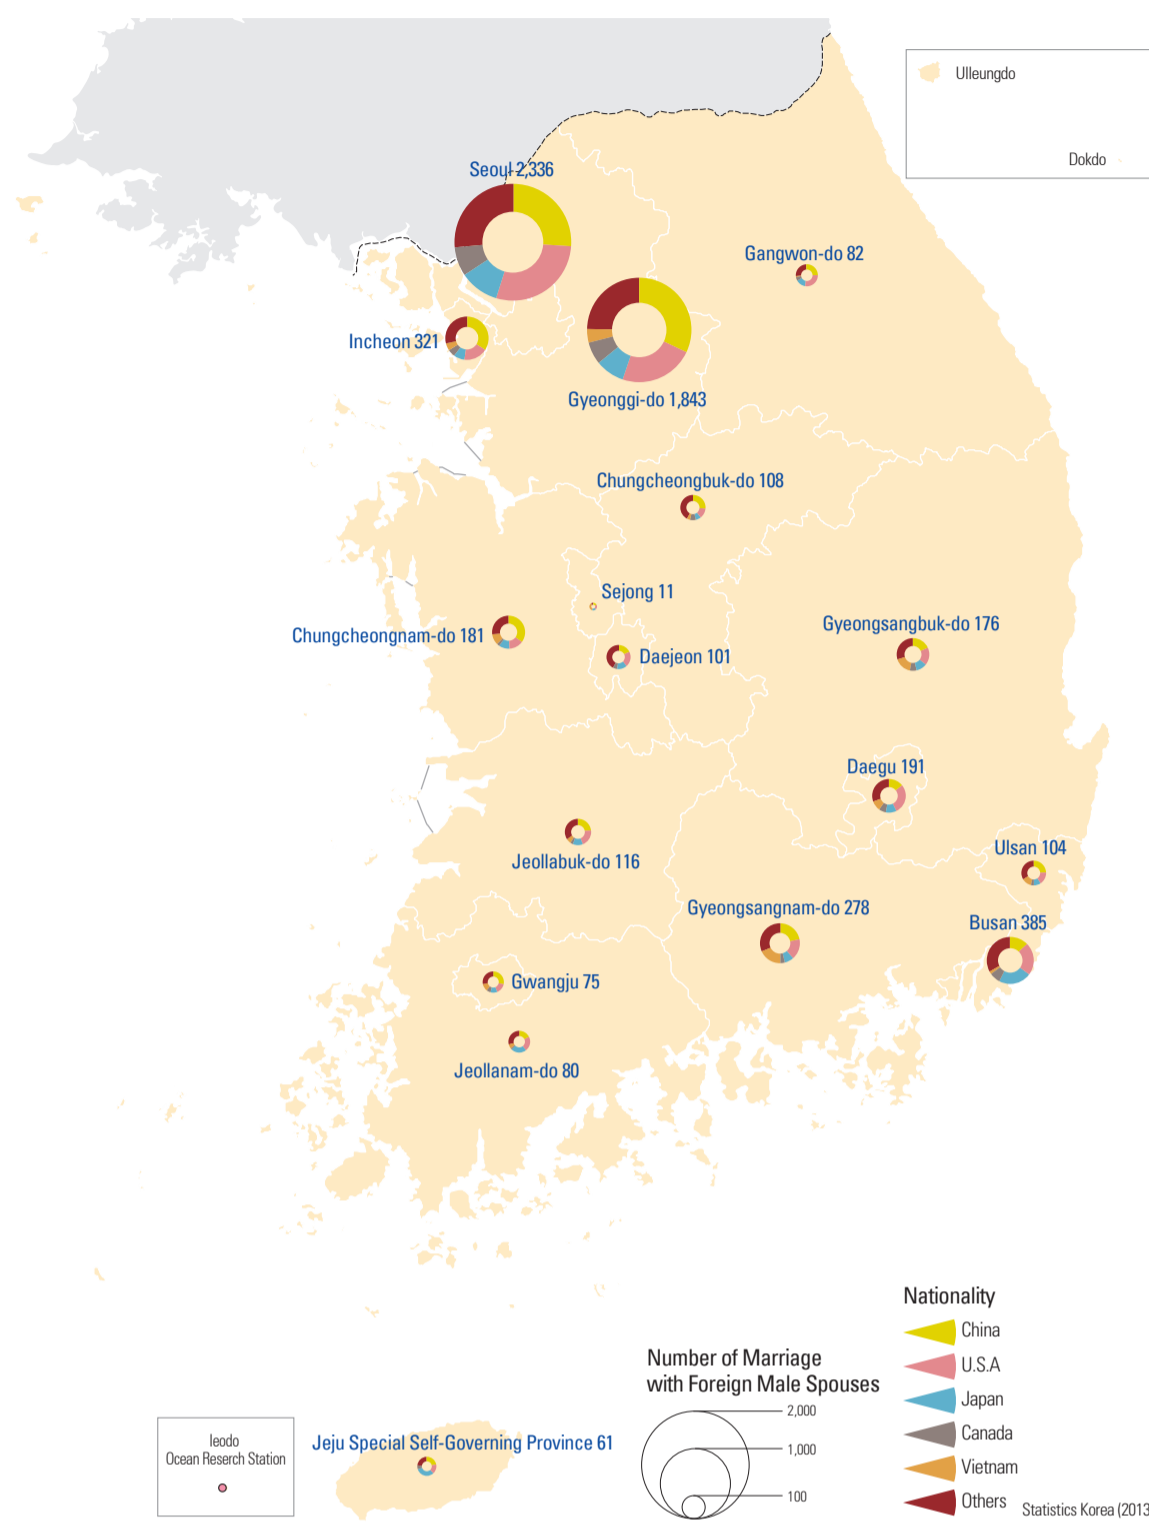 Ulleungdo
Dokdo
Seoul 2,336
Gangwon-do 82
Incheon 321
Gyeonggi-do 1,843
Chungcheongbuk-do 108
Sejong 11
Chungcheongnam-do 181
Daejeon 101
Gyeongsangbuk-do 176
Daegu 191
Jeollabuk-do 116
Ulsan 104
Gyeongsangnam-do 278
Busan 385
Gwangju 75
Jeollanam-do 80
Jeju Special Self-Governing Province 61
Ieodo
Ocean Reserch Station
Number of Marriage
with Foreign Male Spouses
2,000
1,000
100
Nationality
China
U.S.A
Japan
Canada
Vietnam
Others
Statistics Korea (2013